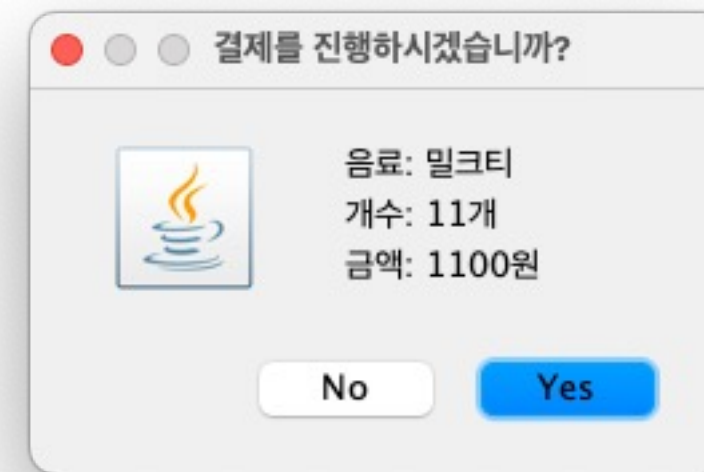 결제를 진행하시겠습니까?
음료: 밀크티
개수: 11개
금액: 1100원
No
Yes